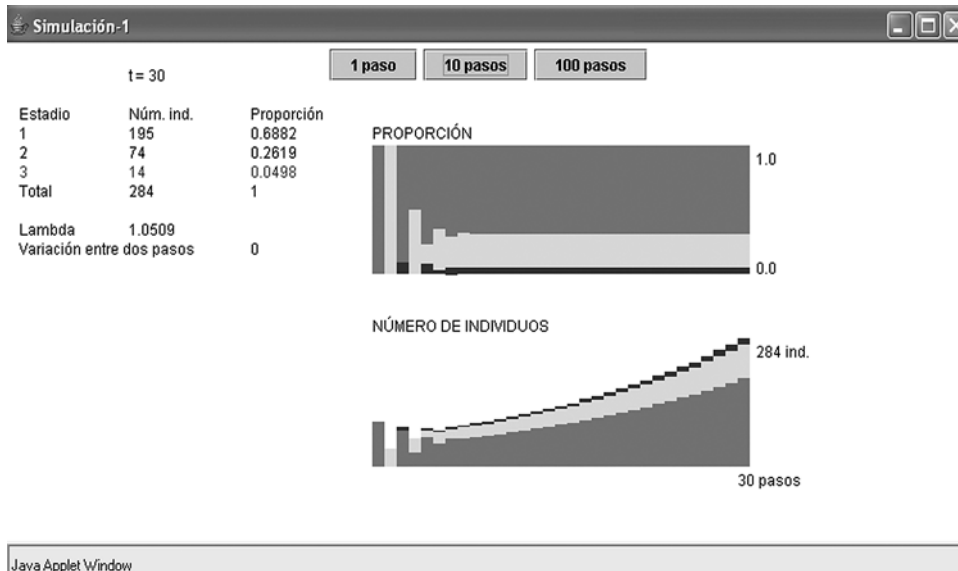 Simulación-1
t = 30
1 paso 10 pasos 100 pasos
Estadio Núm. ind. Proporción
1 195 0.6882
2 74 0.2619
3 14 0.0498
Total 284 1
Lambda 1.0509
Variación entre dos pasos 0
PROPORCIÓN
1.0
0.0
NÚMERO DE INDIVIDUOS
284 ind.
30 pasos
Java Applet Window